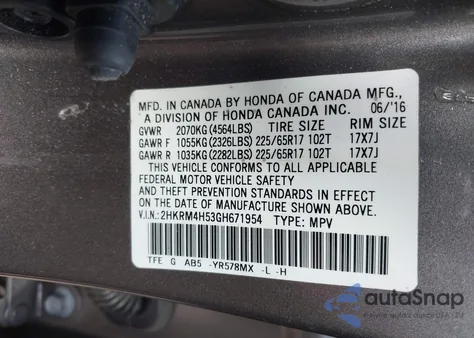 MFD. IN CANADA BY HONDA OF CANADA MFG.,
A DIVISION OF HONDA CANADA INC. 06/16
GVWR 2070KG (4564LBS) TIRE SIZE RIM SIZE
GAWR F 1055KG (2326LBS) 225/65R17 102T 17X7J
GAWR R 1035KG (2282LBS) 225/65R17 102T 17X7J
THIS VEHICLE CONFORMS TO ALL APPLICABLE
FEDERAL MOTOR VEHICLE SAFETY
AND THEFT PREVENTION STANDARDS IN EFFECT
ON THE DATE OF MANUFACTURE SHOWN ABOVE.
V.I.N.: 2HKRM4H53GH671954 TYPE: MPV
TFE G AB5 -YR578MX -L -H
autaSnap